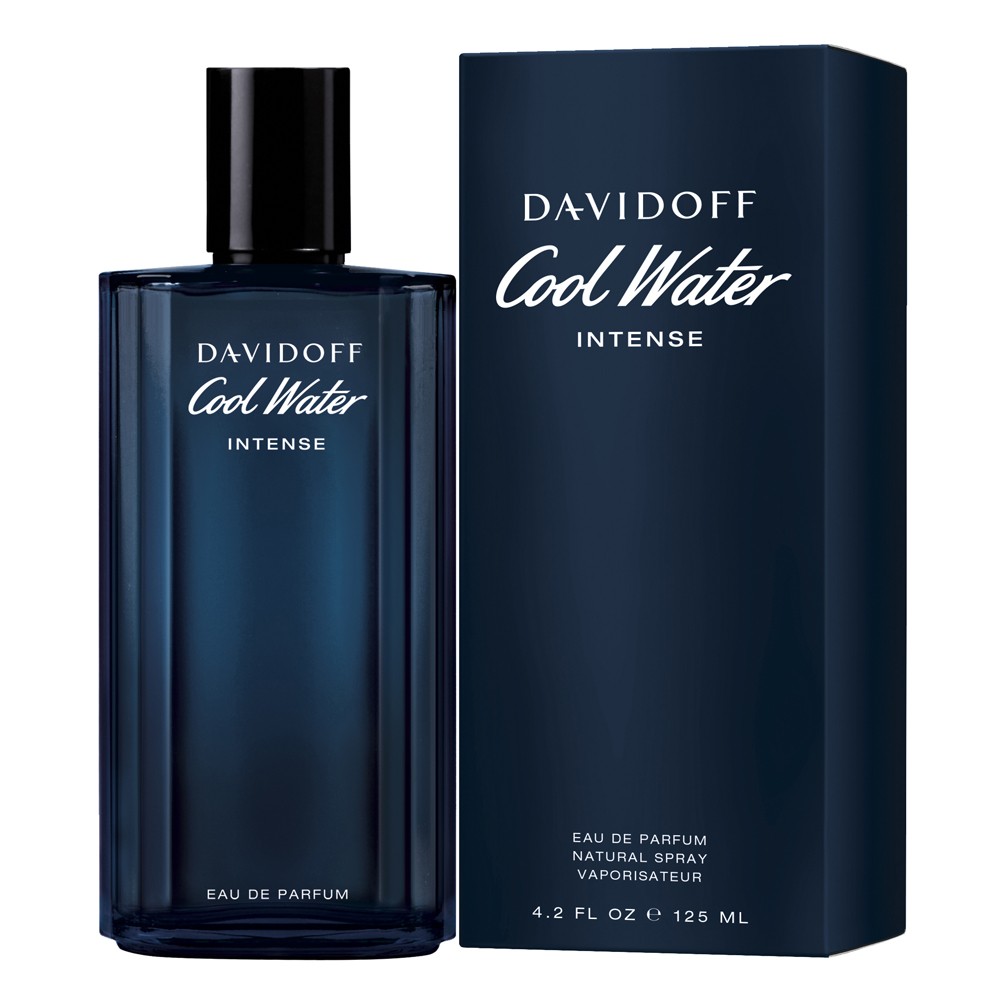 DAVIDOFF
Cool Water
INTENSE
EAU DE PARFUM
DAVIDOFF
Cool Water
INTENSE
EAU DE PARFUM
NATURAL SPRAY
VAPORISATEUR
4.2 FL OZ ℮ 125 ML